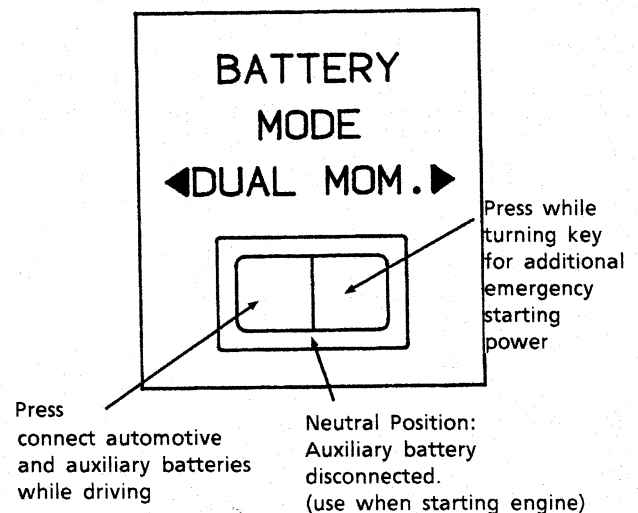 BATTERY
MODE
◀DUAL MOM.▶
Press while
turning key
for additional
emergency
starting
power
Press
connect automotive
and auxiliary batteries
while driving
Neutral Position:
Auxiliary battery
disconnected.
(use when starting engine)